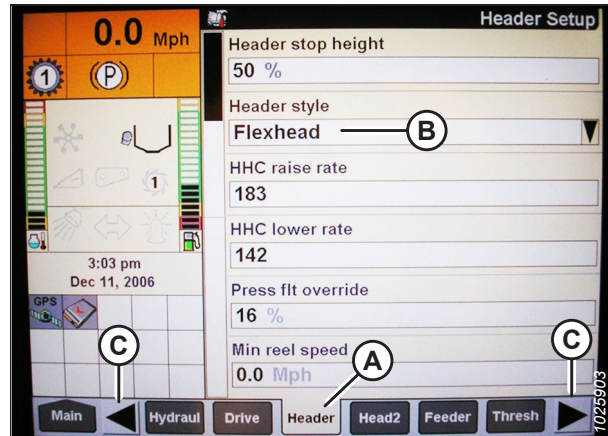 0.0 Mph
1 (P)
1
3:03 pm
Dec 11, 2006
GPS
Header Setup
Header stop height
50 %
Header style
Flexhead
B
HHC raise rate
183
HHC lower rate
142
Press flt override
16 %
Min reel speed
0.0 Mph
A
C
C
Main
Hydraul
Drive
Header
Head2
Feeder
Thresh
1025903